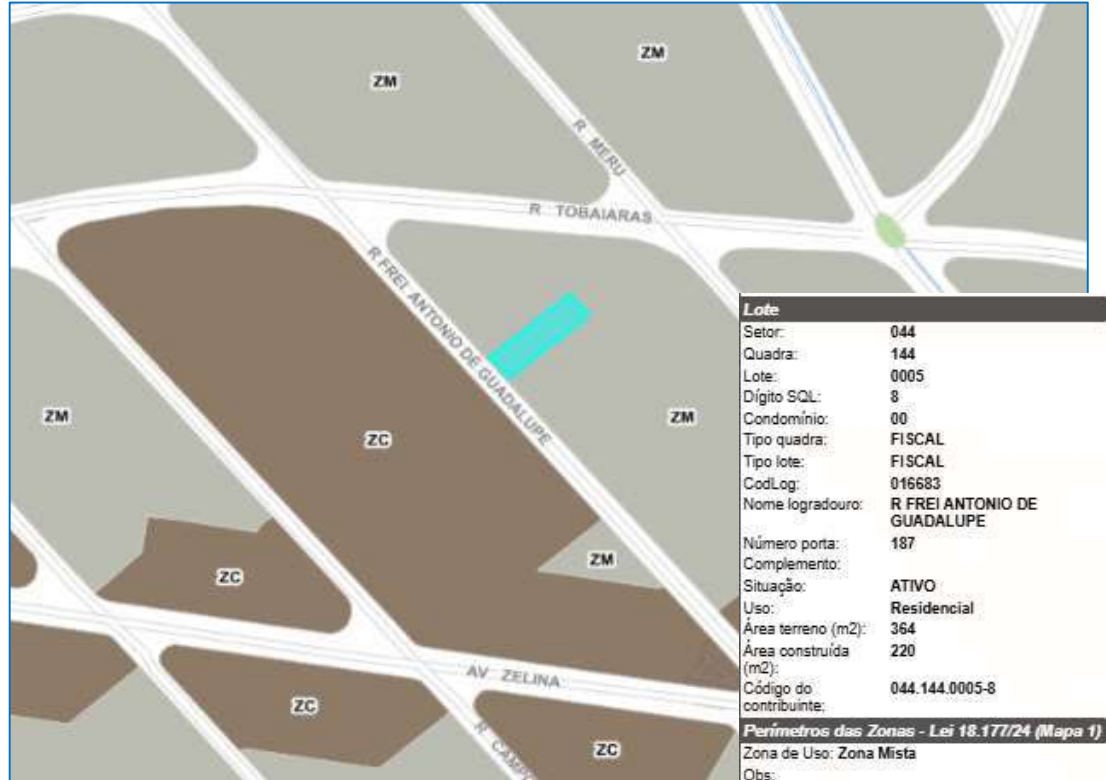 ZM
ZM
R MERU
R TOBAIARAS
R FREI ANTONIO DE GUADALUPE
ZM
ZC
ZM
ZM
ZC
AV ZELINA
ZC
ZC
Lote
Setor: 044
Quadra: 144
Lote: 0005
Dígito SQL: 8
Condomínio: 00
Tipo quadra: FISCAL
Tipo lote: FISCAL
CodLog: 016683
Nome logradouro: R FREI ANTONIO DE
GUADALUPE
Número porta: 187
Complemento:
Situação: ATIVO
Uso: Residencial
Área terreno (m2): 364
Área construída 220
(m2):
Código do 044.144.0005-8
contribuinte:
Perímetros das Zonas - Lei 18.177/24 (Mapa 1)
Zona de Uso: Zona Mista
Obs: